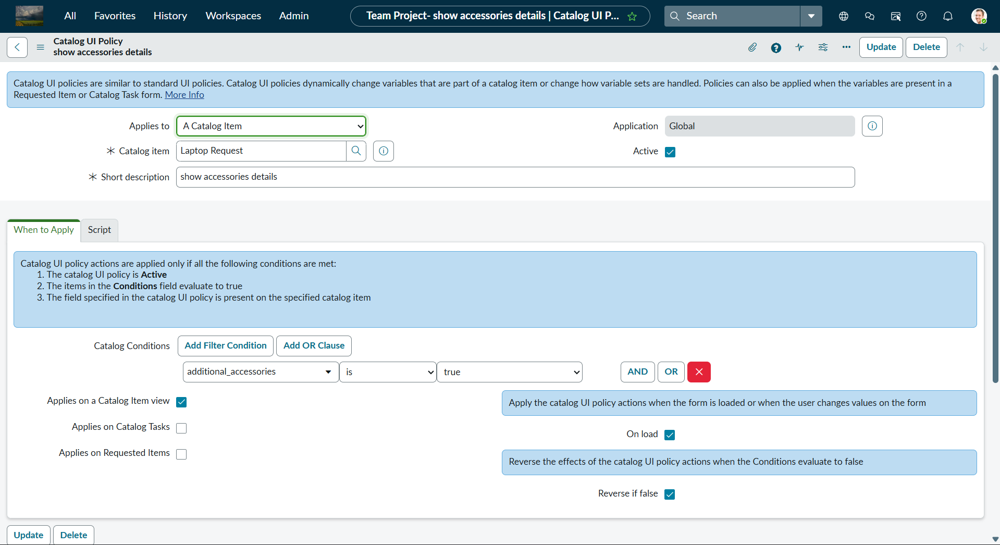 All
Favorites
History
Workspaces
Admin
Team Project- show accessories details | Catalog UI P...
Search
Catalog UI Policy
show accessories details
Update
Delete
Catalog UI policies are similar to standard UI policies. Catalog UI policies dynamically change variables that are part of a catalog item or change how variable sets are handled. Policies can also be applied when the variables are present in a
Requested Item or Catalog Task form. More Info
Applies to
A Catalog Item
Application
Global
Catalog item
Laptop Request
Active
Short description
show accessories details
When to Apply
Script
Catalog UI policy actions are applied only if all the following conditions are met:
1. The catalog UI policy is Active
2. The items in the Conditions field evaluate to true
3. The field specified in the catalog UI policy is present on the specified catalog item
Catalog Conditions
Add Filter Condition
Add OR Clause
additional_accessories
is
true
AND
OR
Applies on a Catalog Item view
Apply the catalog UI policy actions when the form is loaded or when the user changes values on the form
Applies on Catalog Tasks
On load
Applies on Requested Items
Reverse the effects of the catalog UI policy actions when the Conditions evaluate to false
Reverse if false
Update
Delete